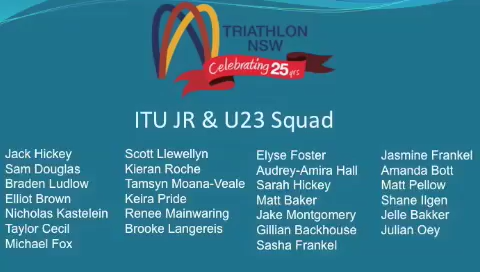 TRIATHLON
NSW
Celebrating 25 yrs
ITU JR & U23 Squad
Jack Hickey
Sam Douglas
Braden Ludlow
Elliot Brown
Nicholas Kastelein
Taylor Cecil
Michael Fox
Scott Llewellyn
Kieran Roche
Tamsyn Moana-Veale
Keira Pride
Renee Mainwaring
Brooke Langereis
Elyse Foster
Audrey-Amira Hall
Sarah Hickey
Matt Baker
Jake Montgomery
Gillian Backhouse
Sasha Frankel
Jasmine Frankel
Amanda Bott
Matt Pellow
Shane Ilgen
Jelle Bakker
Julian Oey